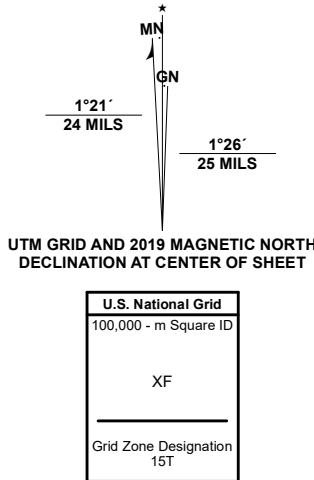 ★
MN
GN
1°21´
24 MILS
1°26´
25 MILS
UTM GRID AND 2019 MAGNETIC NORTH
DECLINATION AT CENTER OF SHEET
U.S. National Grid
100,000 - m Square ID
XF
Grid Zone Designation
15T